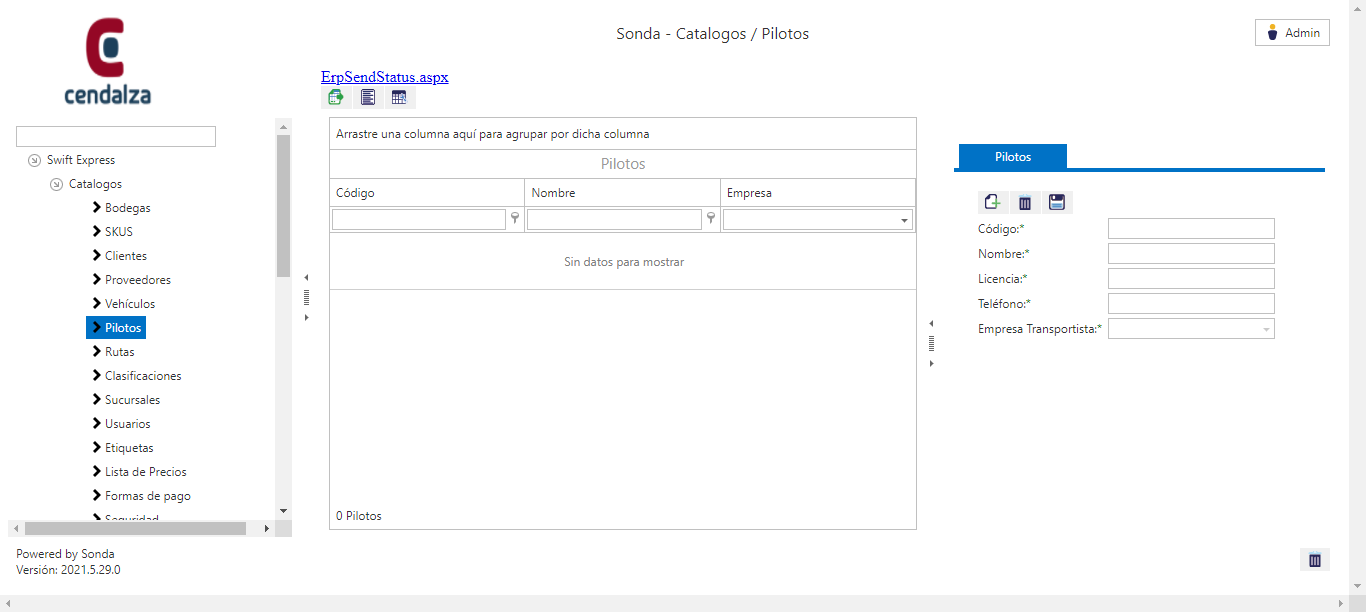 cendalza
Sonda - Catalogos / Pilotos
Admin
ErpSendStatus.aspx
Swift Express
Catalogos
Bodegas
SKUS
Clientes
Proveedores
Vehículos
Pilotos
Rutas
Clasificaciones
Sucursales
Usuarios
Etiquetas
Lista de Precios
Formas de pago
Seguridad
Arrastre una columna aquí para agrupar por dicha columna
Pilotos
Código Nombre Empresa
Sin datos para mostrar
0 Pilotos
Pilotos
Código:*
Nombre:*
Licencia:*
Teléfono:*
Empresa Transportista:*
Powered by Sonda
Versión: 2021.5.29.0